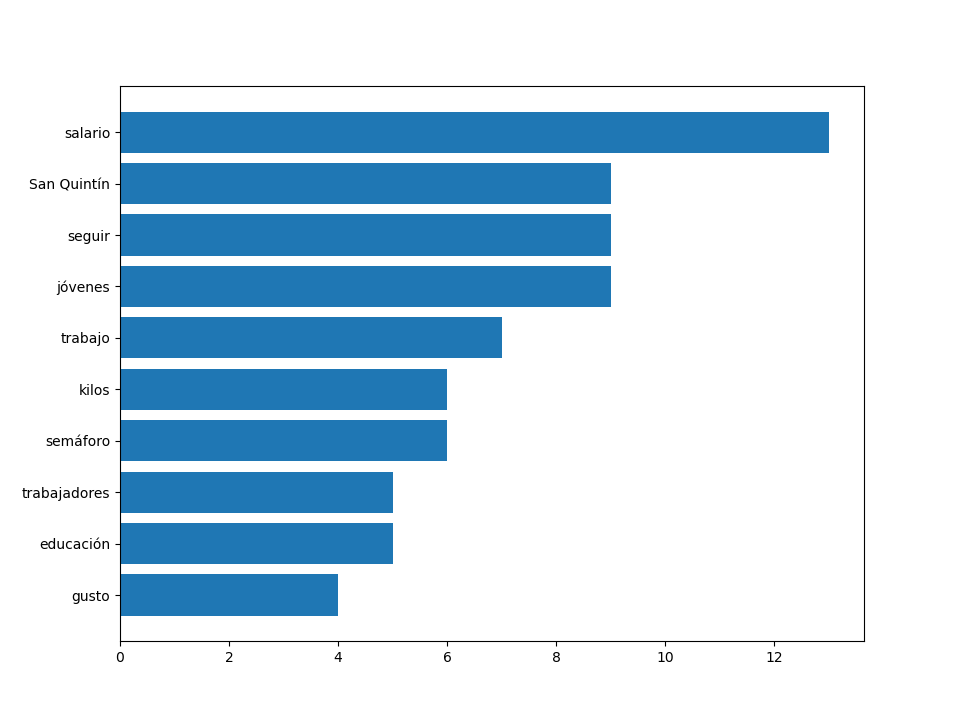 salario
San Quintín
seguir
jóvenes
trabajo
kilos
semáforo
trabajadores
educación
gusto
0 2 4 6 8 10 12